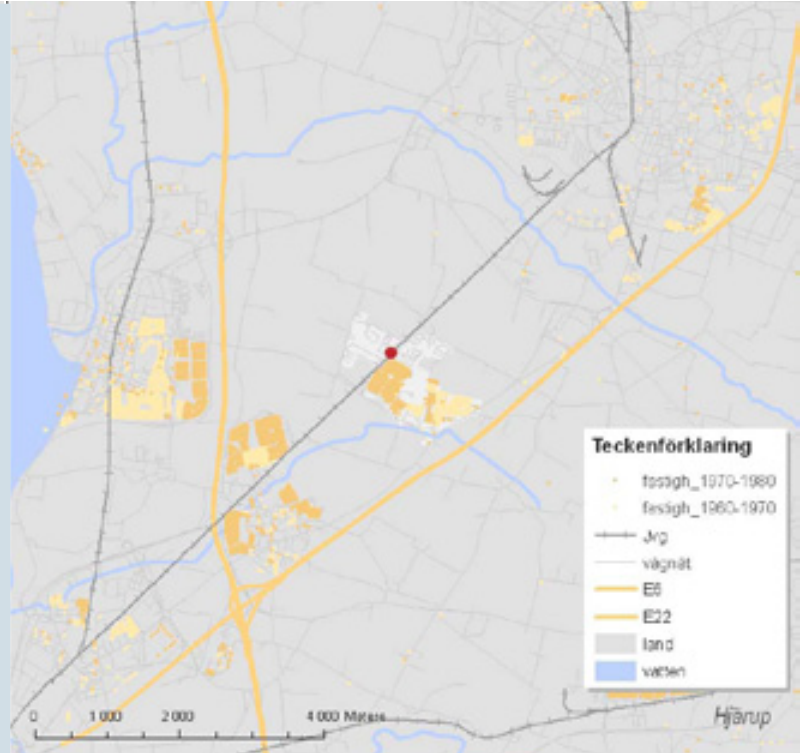 Teckenförklaring
fastigh_1970-1980
fastigh_1960-1970
Jvg
vägnät
E6
E22
land
vatten
0 1 000 2 000 4 000 Meters
Hjärup